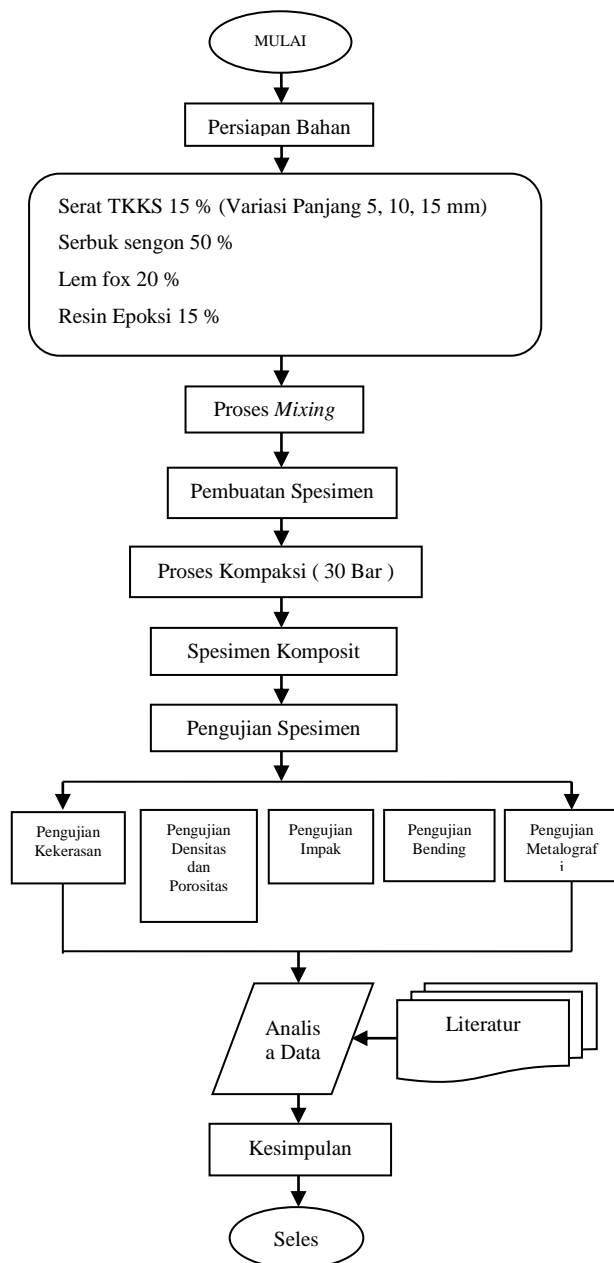 MULAI
Persiapan Bahan
Serat TKKS 15 % (Variasi Panjang 5, 10, 15 mm)
Serbuk sengon 50 %
Lem fox 20 %
Resin Epoksi 15 %
Proses Mixing
Pembuatan Spesimen
Proses Kompaksi ( 30 Bar )
Spesimen Komposit
Pengujian Spesimen
Pengujian
Kekerasan
Pengujian
Densitas
dan
Porositas
Pengujian
Impak
Pengujian
Bending
Pengujian
Metalograf
i
Analis
a Data
Literatur
Kesimpulan
Seles